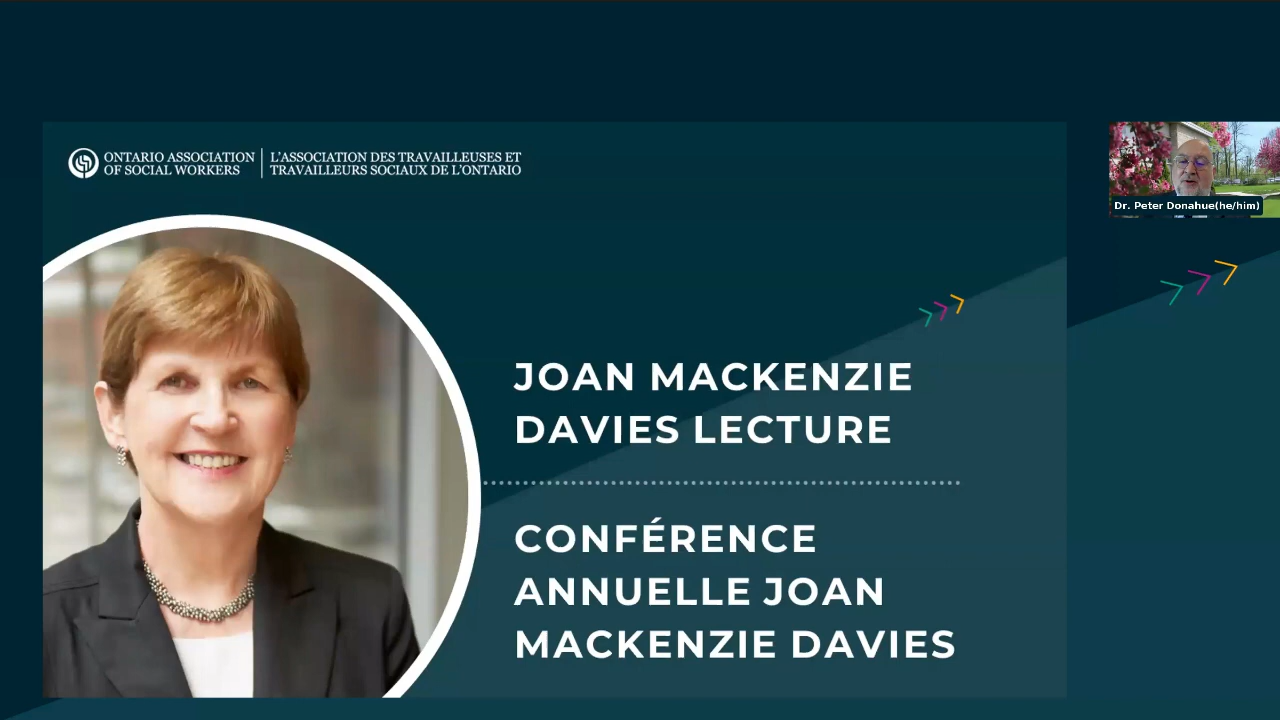 ONTARIO ASSOCIATION
OF SOCIAL WORKERS
L'ASSOCIATION DES TRAVAILLEUSES ET
TRAVAILLEURS SOCIAUX DE L'ONTARIO
Dr. Peter Donahue(he/him)
JOAN MACKENZIE
DAVIES LECTURE
CONFÉRENCE
ANNUELLE JOAN
MACKENZIE DAVIES